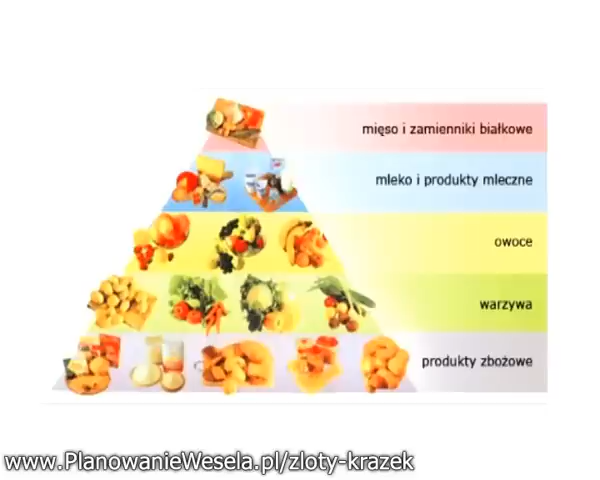 mięso i zamienniki białkowe
mleko i produkty mleczne
owoce
warzywa
produkty zbożowe
www.PlanowanieWesela.pl/zloty-krazek